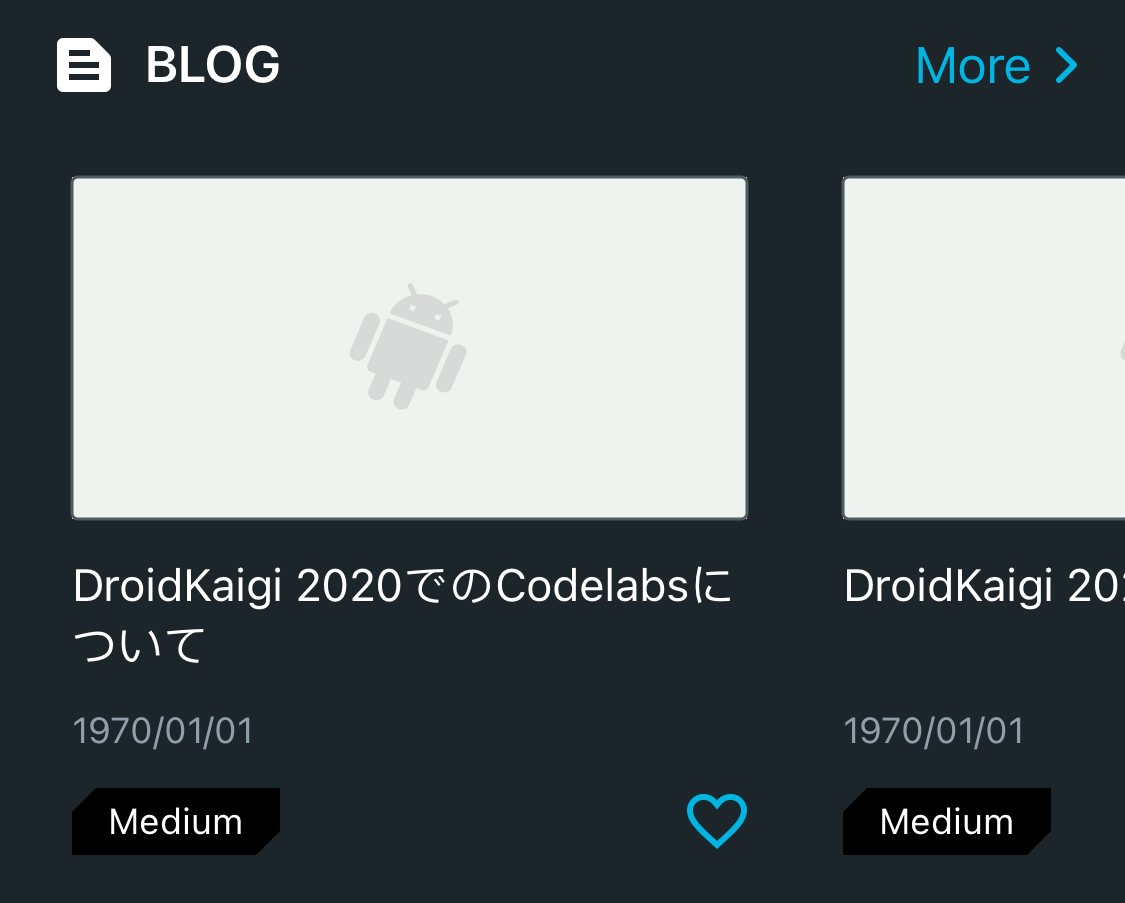 BLOG
More
DroidKaigi 2020でのCodelabsに
ついて
1970/01/01
Medium
DroidKaigi
1970/01/01
Medium